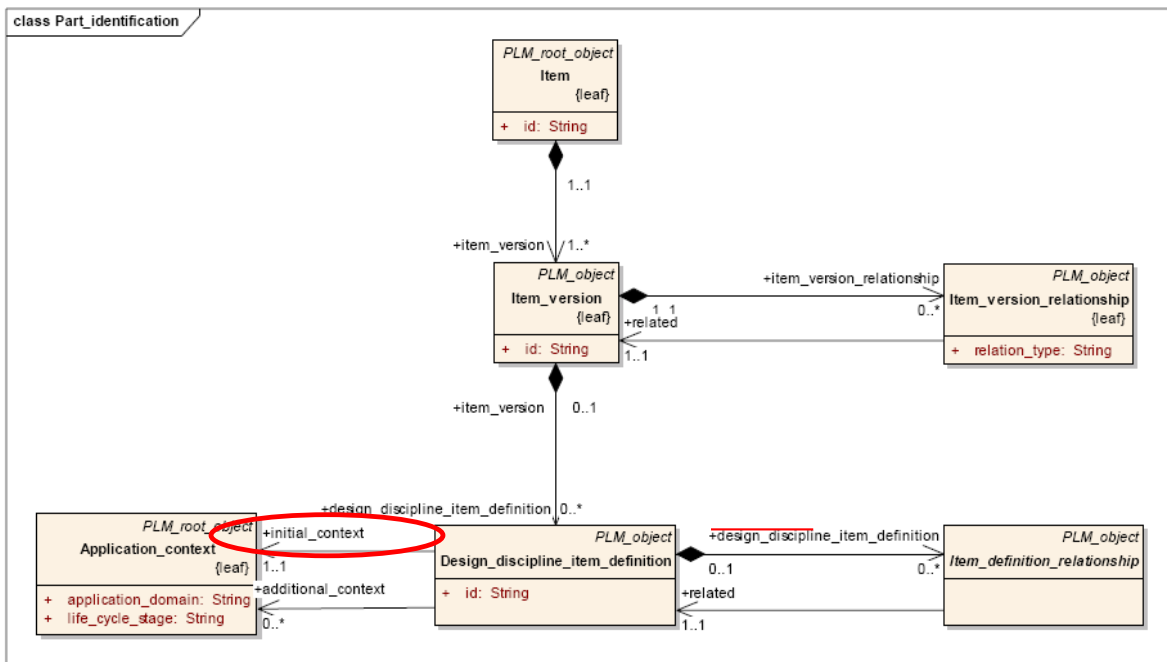 class Part_identification
PLM_root_object
Item
{leaf}
+ id: String
1..1
+item_version
1..*
PLM_object
Item_version
{leaf}
+ id: String
1 1
+item_version_relationship
0..*
+related
1..1
PLM_object
Item_version_relationship
{leaf}
+ relation_type: String
+item_version
0..1
+design_discipline_item_definition
0..*
PLM_root_object
Application_context
{leaf}
+ application_domain: String
+ life_cycle_stage: String
+initial_context
1..1
+additional_context
0..*
PLM_object
Design_discipline_item_definition
+ id: String
+design_discipline_item_definition
0..1
0..*
+related
1..1
PLM_object
Item_definition_relationship